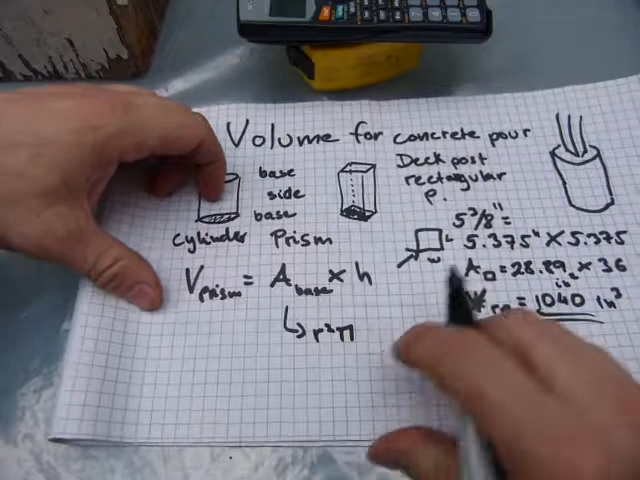 Volume for concrete pour
base
side
base
Cylinder
Prism
V prism = A base × h
r²π
Deck post
rectangular
P.
5 3/8" =
L
w
5.375" × 5.375
A□ = 28.89 in × 36
= 1040 in³